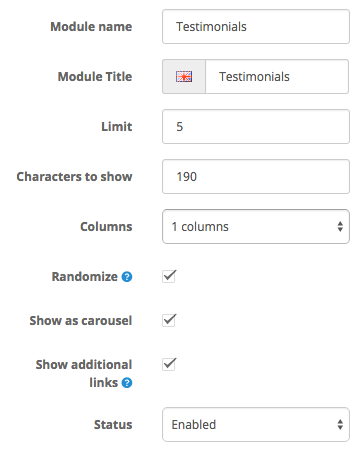 Module name Testimonials
Module Title Testimonials
Limit 5
Characters to show 190
Columns 1 columns
Randomize ?
Show as carousel
Show additional
links ?
Status Enabled